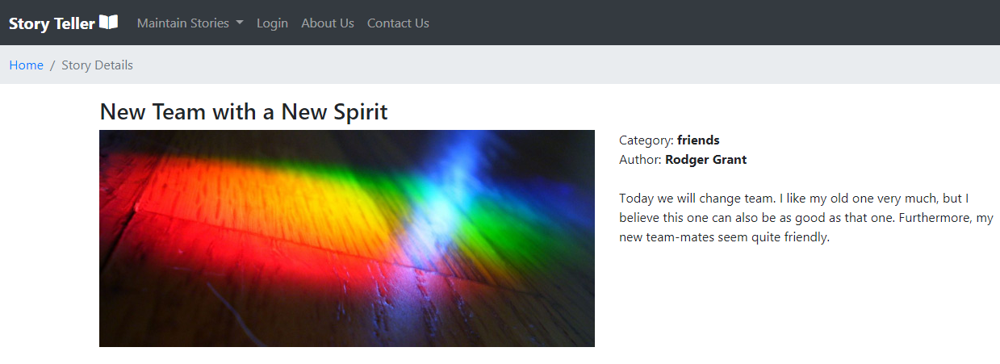 Story Teller Maintain Stories Login About Us Contact Us
Home / Story Details
New Team with a New Spirit
Category: friends
Author: Rodger Grant
Today we will change team. I like my old one very much, but I
believe this one can also be as good as that one. Furthermore, my
new team-mates seem quite friendly.